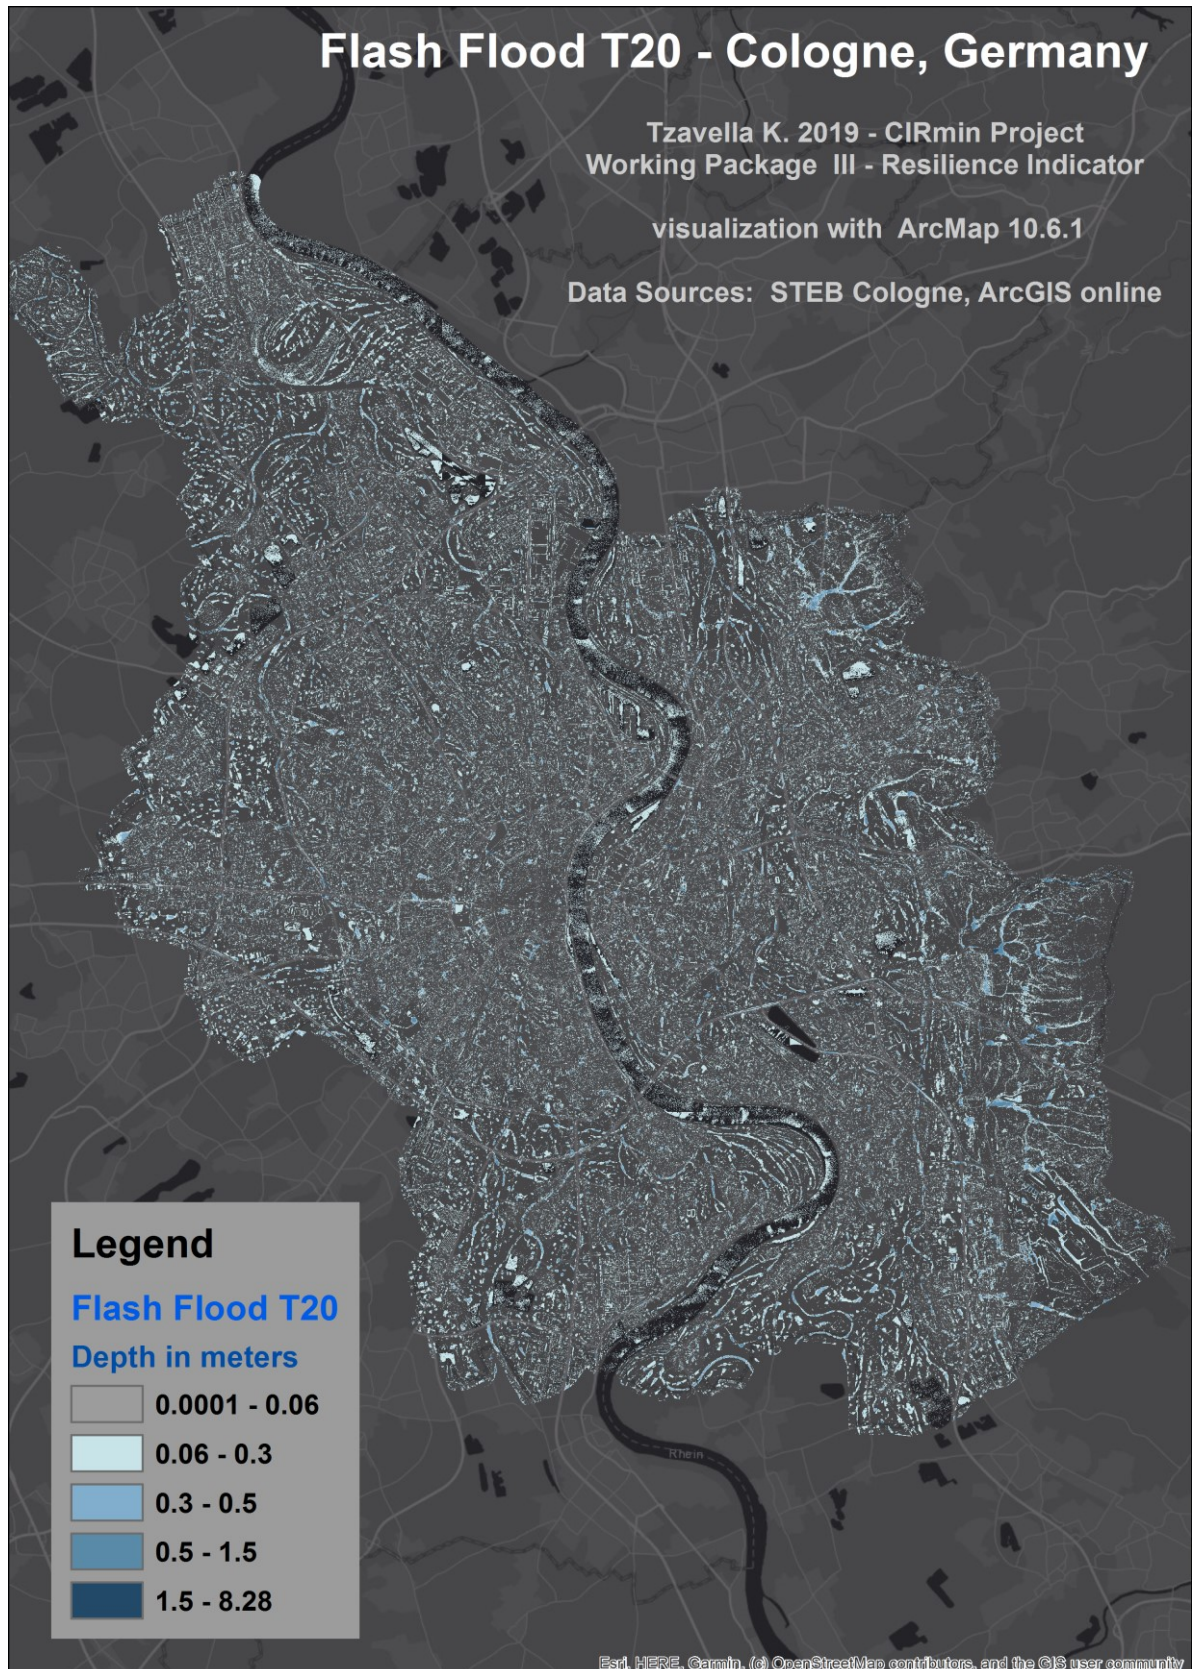 Flash Flood T20 - Cologne, Germany
Tzavella K. 2019 - CIRmin Project
Working Package III - Resilience Indicator
visualization with ArcMap 10.6.1
Data Sources: STEB Cologne, ArcGIS online
Legend
Flash Flood T20
Depth in meters
0.0001 - 0.06
0.06 - 0.3
0.3 - 0.5
0.5 - 1.5
1.5 - 8.28
Rhein
Esri, HERE, Garmin, (c) OpenStreetMap contributors, and the GIS user community